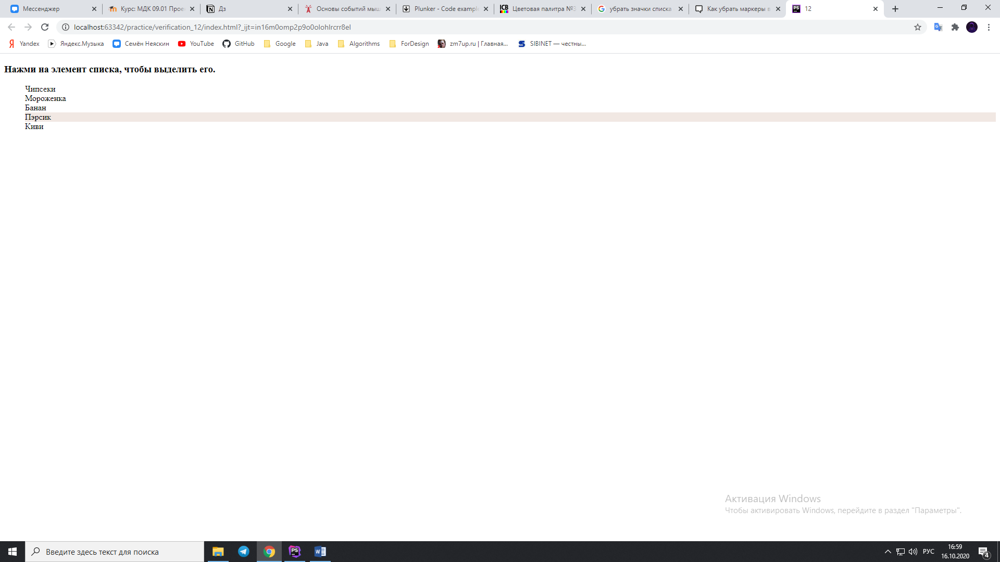 Мессенджер
Курс: МДК 09.01 Прое
Дз
Основы событий мыш
Plunker - Code exampl
Цветовая палитра №3
убрать значки списка
Как убрать маркеры в
12
localhost:63342/practice/verification_12/index.html?_ijt=in16m0omp2p9o0olohlrcrr8el
Yandex
Яндекс.Музыка
Семён Неяскин
YouTube
GitHub
Google
Java
Algorithms
ForDesign
zm7up.ru | Главная...
SIBINET — честны...
Нажми на элемент списка, чтобы выделить его.
Чипсеки
Мороженка
Банан
Пэрсик
Киви
Активация Windows
Чтобы активировать Windows, перейдите в раздел "Параметры".
Введите здесь текст для поиска
РУС
16:59
16.10.2020
4